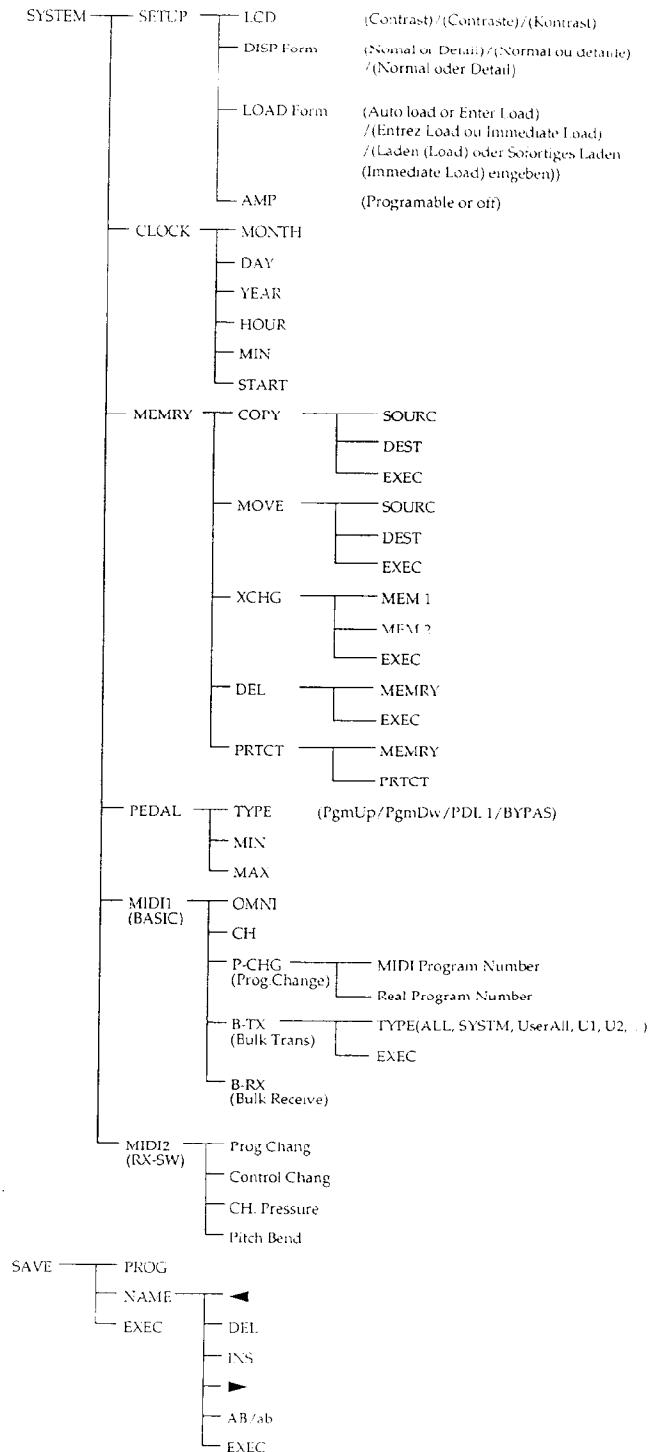 SYSTEM SETUP LCD (Contrast)/(Contraste)/(Kontrast)
DISP Form (Nomal or Detail)/(Normal ou detaille)
/(Normal oder Detail)
LOAD Form (Auto load or Enter Load)
/(Entrez Load ou Immediate Load)
/(Laden (Load) oder Sofortiges Laden
(Immediate Load) eingeben))
AMP (Programable or off)
CLOCK MONTH
DAY
YEAR
HOUR
MIN
START
MEMRY COPY SOURC
DEST
EXEC
MOVE SOURC
DEST
EXEC
XCHG MEM 1
MEM 2
EXEC
DEL MEMRY
EXEC
PRTCT MEMRY
PRTCT
PEDAL TYPE (PgmUp/PgmDw/PDL 1/BYPAS)
MIN
MAX
MIDI1 OMNI
(BASIC)
CH
P-CHG MIDI Program Number
(Prog.Change)
Real Program Number
B-TX TYPE(ALL, SYSTM, UserAll, U1, U2, ...)
(Bulk Trans)
EXEC
B-RX
(Bulk Receive)
MIDI2 Prog Chang
(RX-SW)
Control Chang
CH. Pressure
Pitch Bend
SAVE PROG
NAME ◄
EXEC DEL
INS
►
AB/ab
EXEC